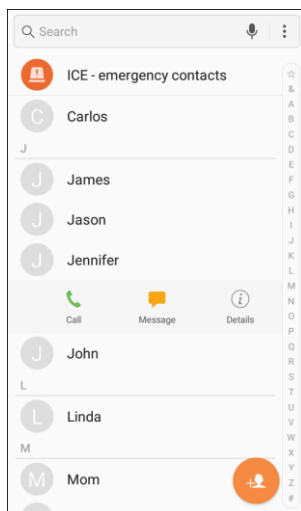 Search
ICE - emergency contacts
C Carlos
J
J James
J Jason
J Jennifer
Call Message Details
J John
L
L Linda
M
M Mom
☆
&
A
B
C
D
E
F
G
H
I
J
K
L
M
N
O
P
Q
R
S
T
U
V
W
X
Y
Z
#